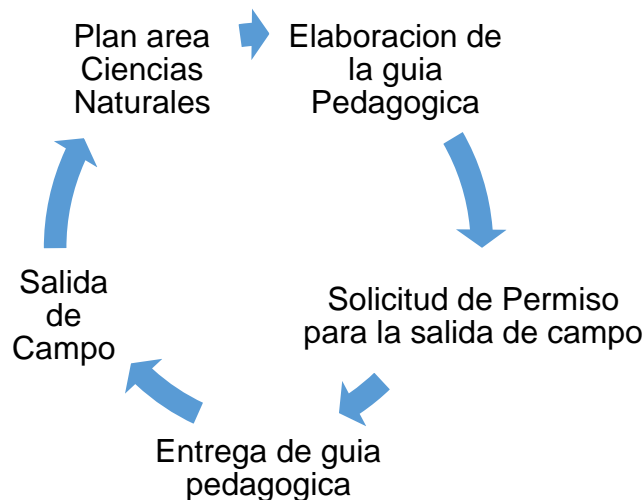 Plan area
Ciencias
Naturales
Elaboracion de
la guia
Pedagogica
Solicitud de Permiso
para la salida de campo
Entrega de guia
pedagogica
Salida
de
Campo